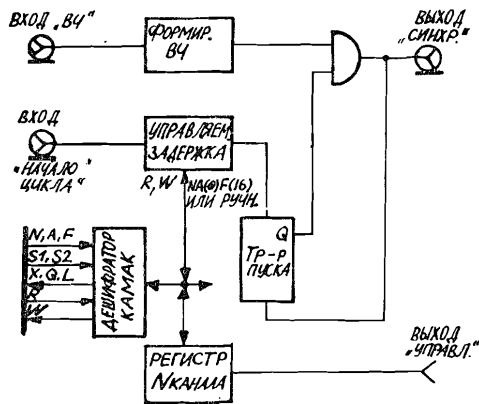 ВХОД „ВЧ"
ФОРМИР.
ВЧ
ВЫХОД
„СИНХР."
ВХОД
„НАЧАЛО
ЦИКЛА"
УПРАВЛЯЕМ.
ЗАДЕРЖКА
R, W
NA(0)F(16)
ИЛИ РУЧН.
Q
ТР-Р
ПУСКА
N, A, F
S1, S2
X, Q, L
R
W
ДЕШИФРАТОР
КАМАК
РЕГИСТР
N КАНАЛА
ВЫХОД
„УПРАВЛ."